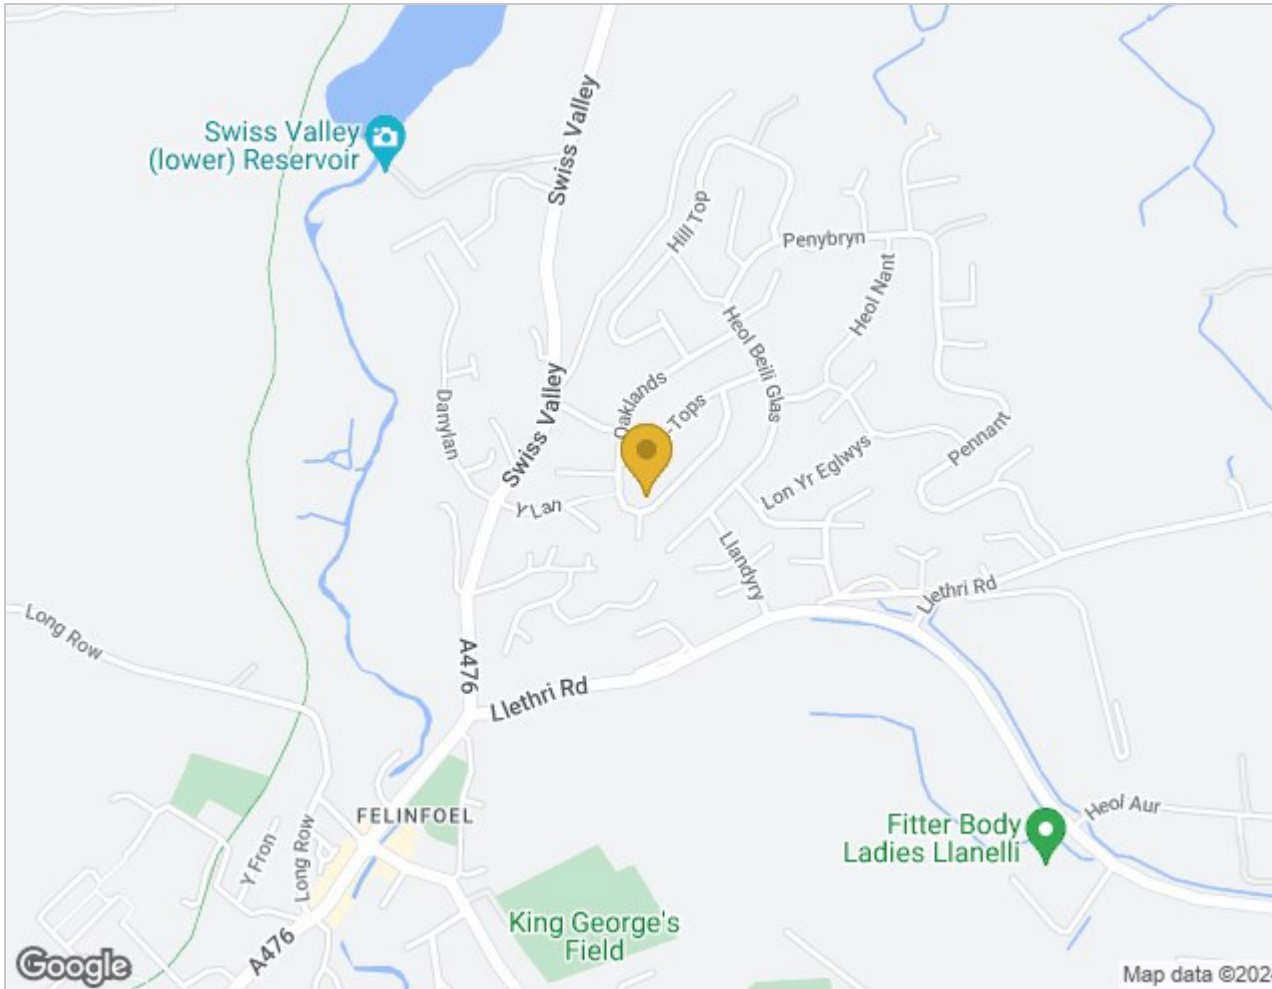 Swiss Valley
(lower) Reservoir
Swiss Valley
Hill Top
Penybryn
Heol Nant
Heol Beili Glas
Oaklands
-Tops
Swiss Valley
Danylan
Y Lan
Lon Yr Eglwys
Pennant
Llandyry
Llethri Rd
Long Row
A476
Llethri Rd
FELINFOEL
Y Fron
Long Row
Heol Aur
Fitter Body
Ladies Llanelli
King George's
Field
A476
Google
Map data ©2024